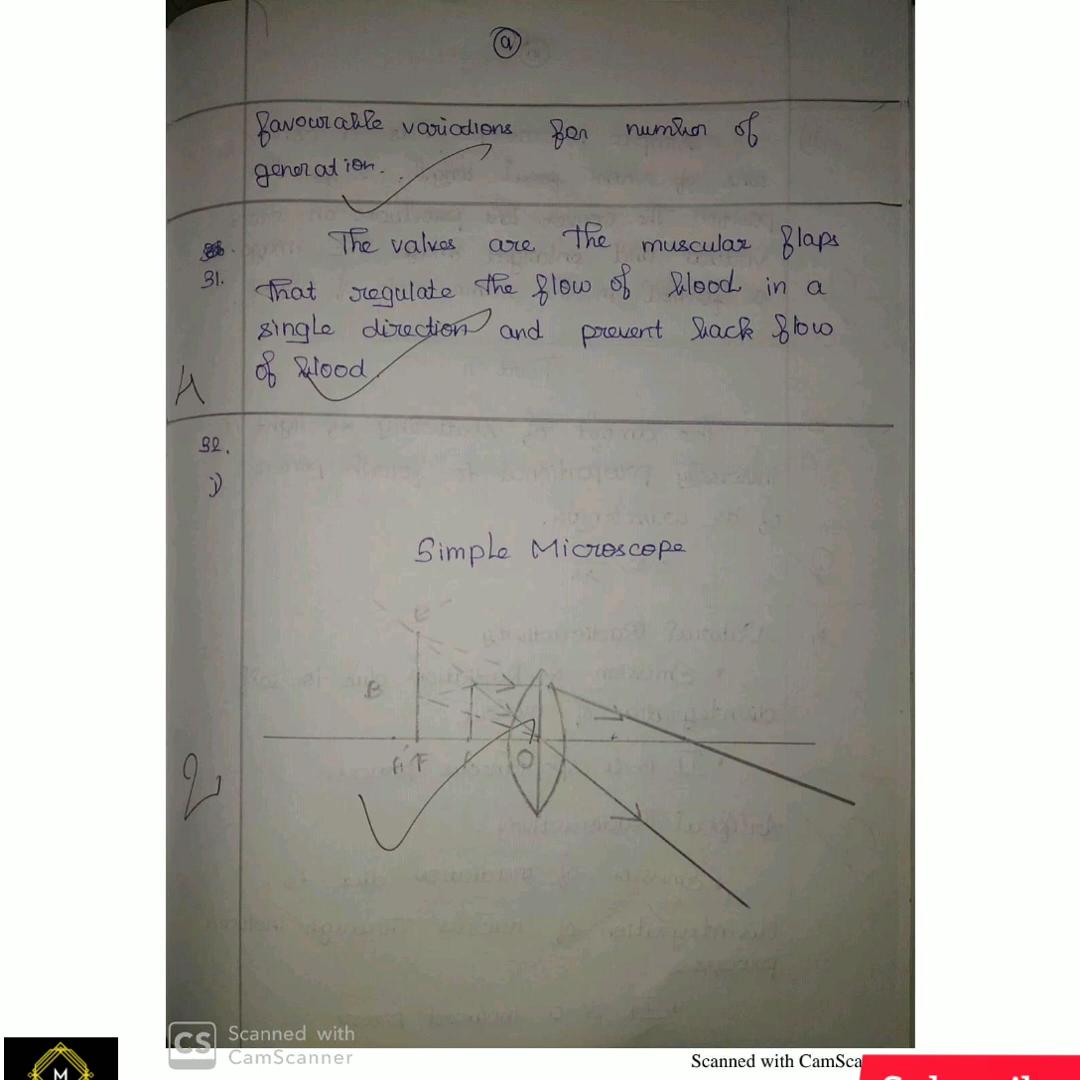 a
favourable variations for number of
generation.
31.
The valves are the muscular flaps
that regulate the flow of blood in a
single direction and prevent back flow
of blood.
4
32.
i)
Simple Microscope
B
A' F
O
2
CS Scanned with
CamScanner
Scanned with CamSca
M